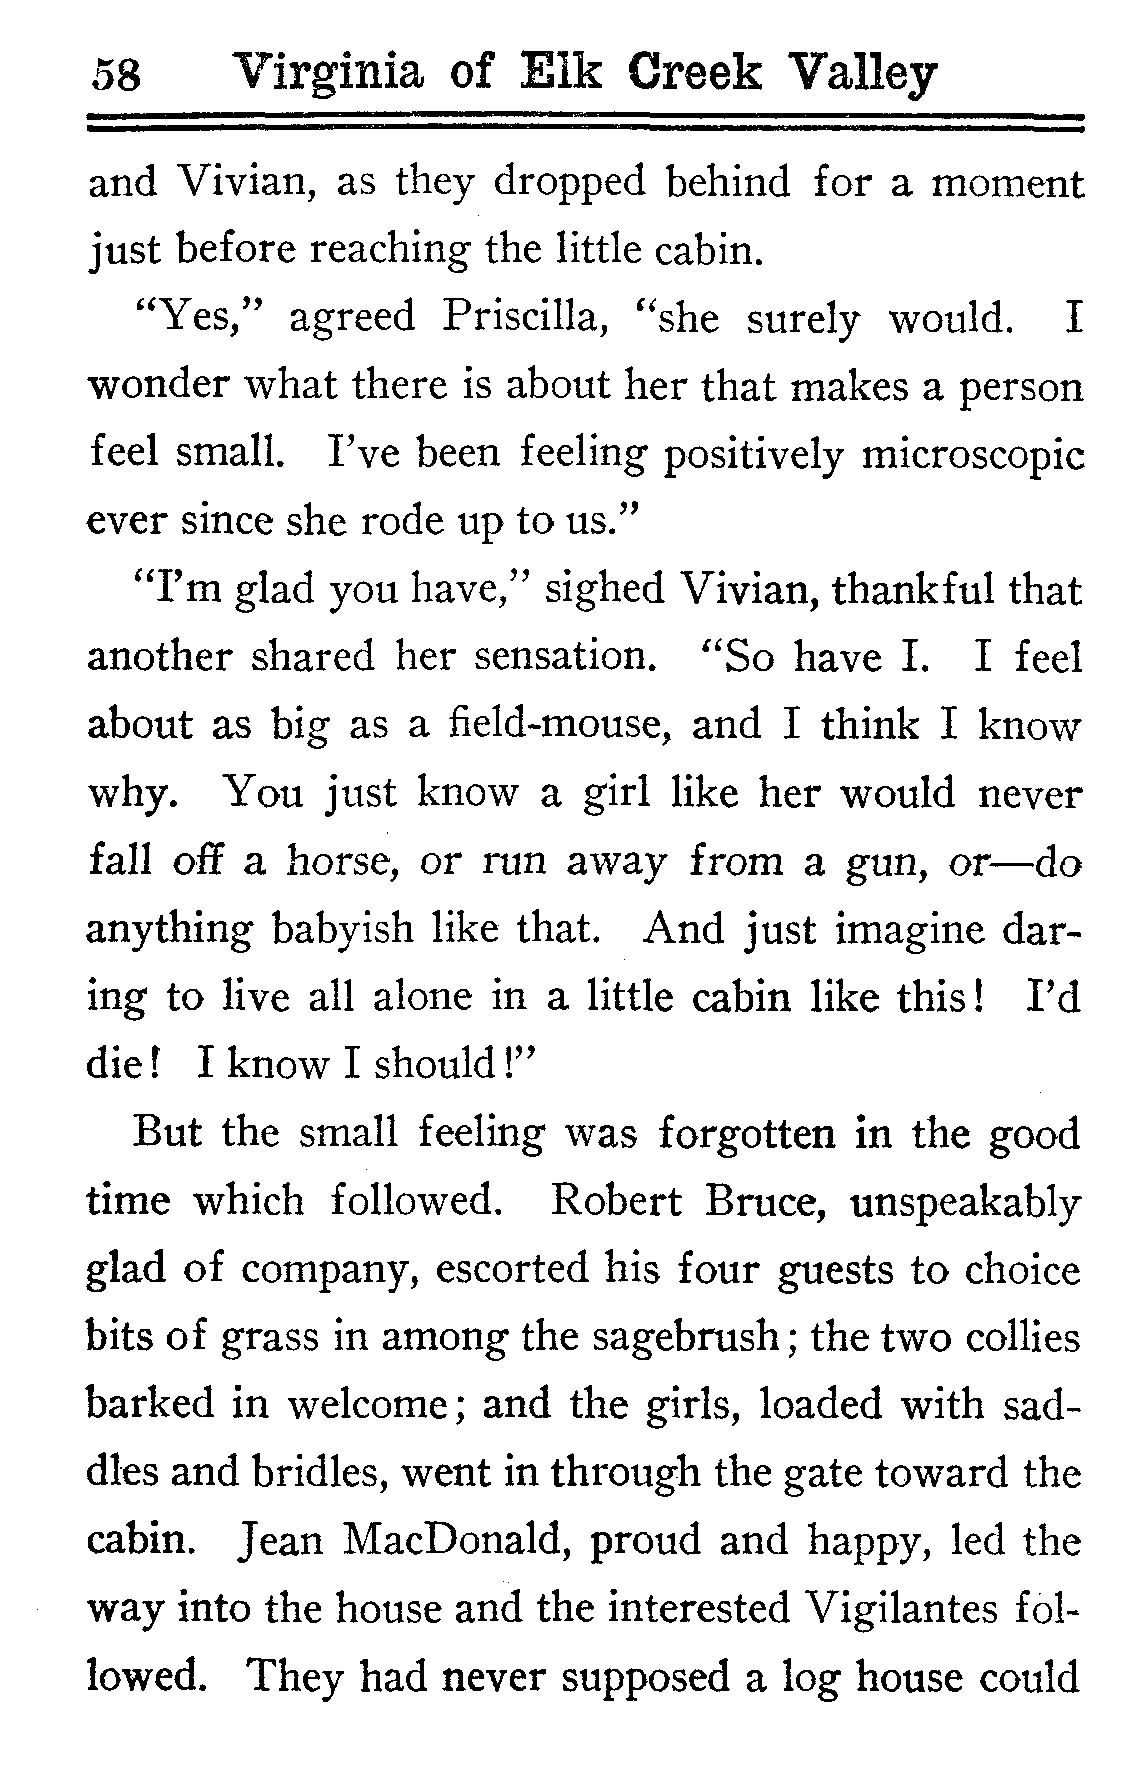 58 Virginia of Elk Creek Valley
and Vivian, as they dropped behind for a moment
just before reaching the little cabin.
“Yes,” agreed Priscilla, “she surely would. I
wonder what there is about her that makes a person
feel small. I’ve been feeling positively microscopic
ever since she rode up to us.”
“I’m glad you have,” sighed Vivian, thankful that
another shared her sensation. “So have I. I feel
about as big as a field-mouse, and I think I know
why. You just know a girl like her would never
fall off a horse, or run away from a gun, or—do
anything babyish like that. And just imagine dar-
ing to live all alone in a little cabin like this! I’d
die! I know I should!”
But the small feeling was forgotten in the good
time which followed. Robert Bruce, unspeakably
glad of company, escorted his four guests to choice
bits of grass in among the sagebrush; the two collies
barked in welcome; and the girls, loaded with sad-
dles and bridles, went in through the gate toward the
cabin. Jean MacDonald, proud and happy, led the
way into the house and the interested Vigilantes fol-
lowed. They had never supposed a log house could